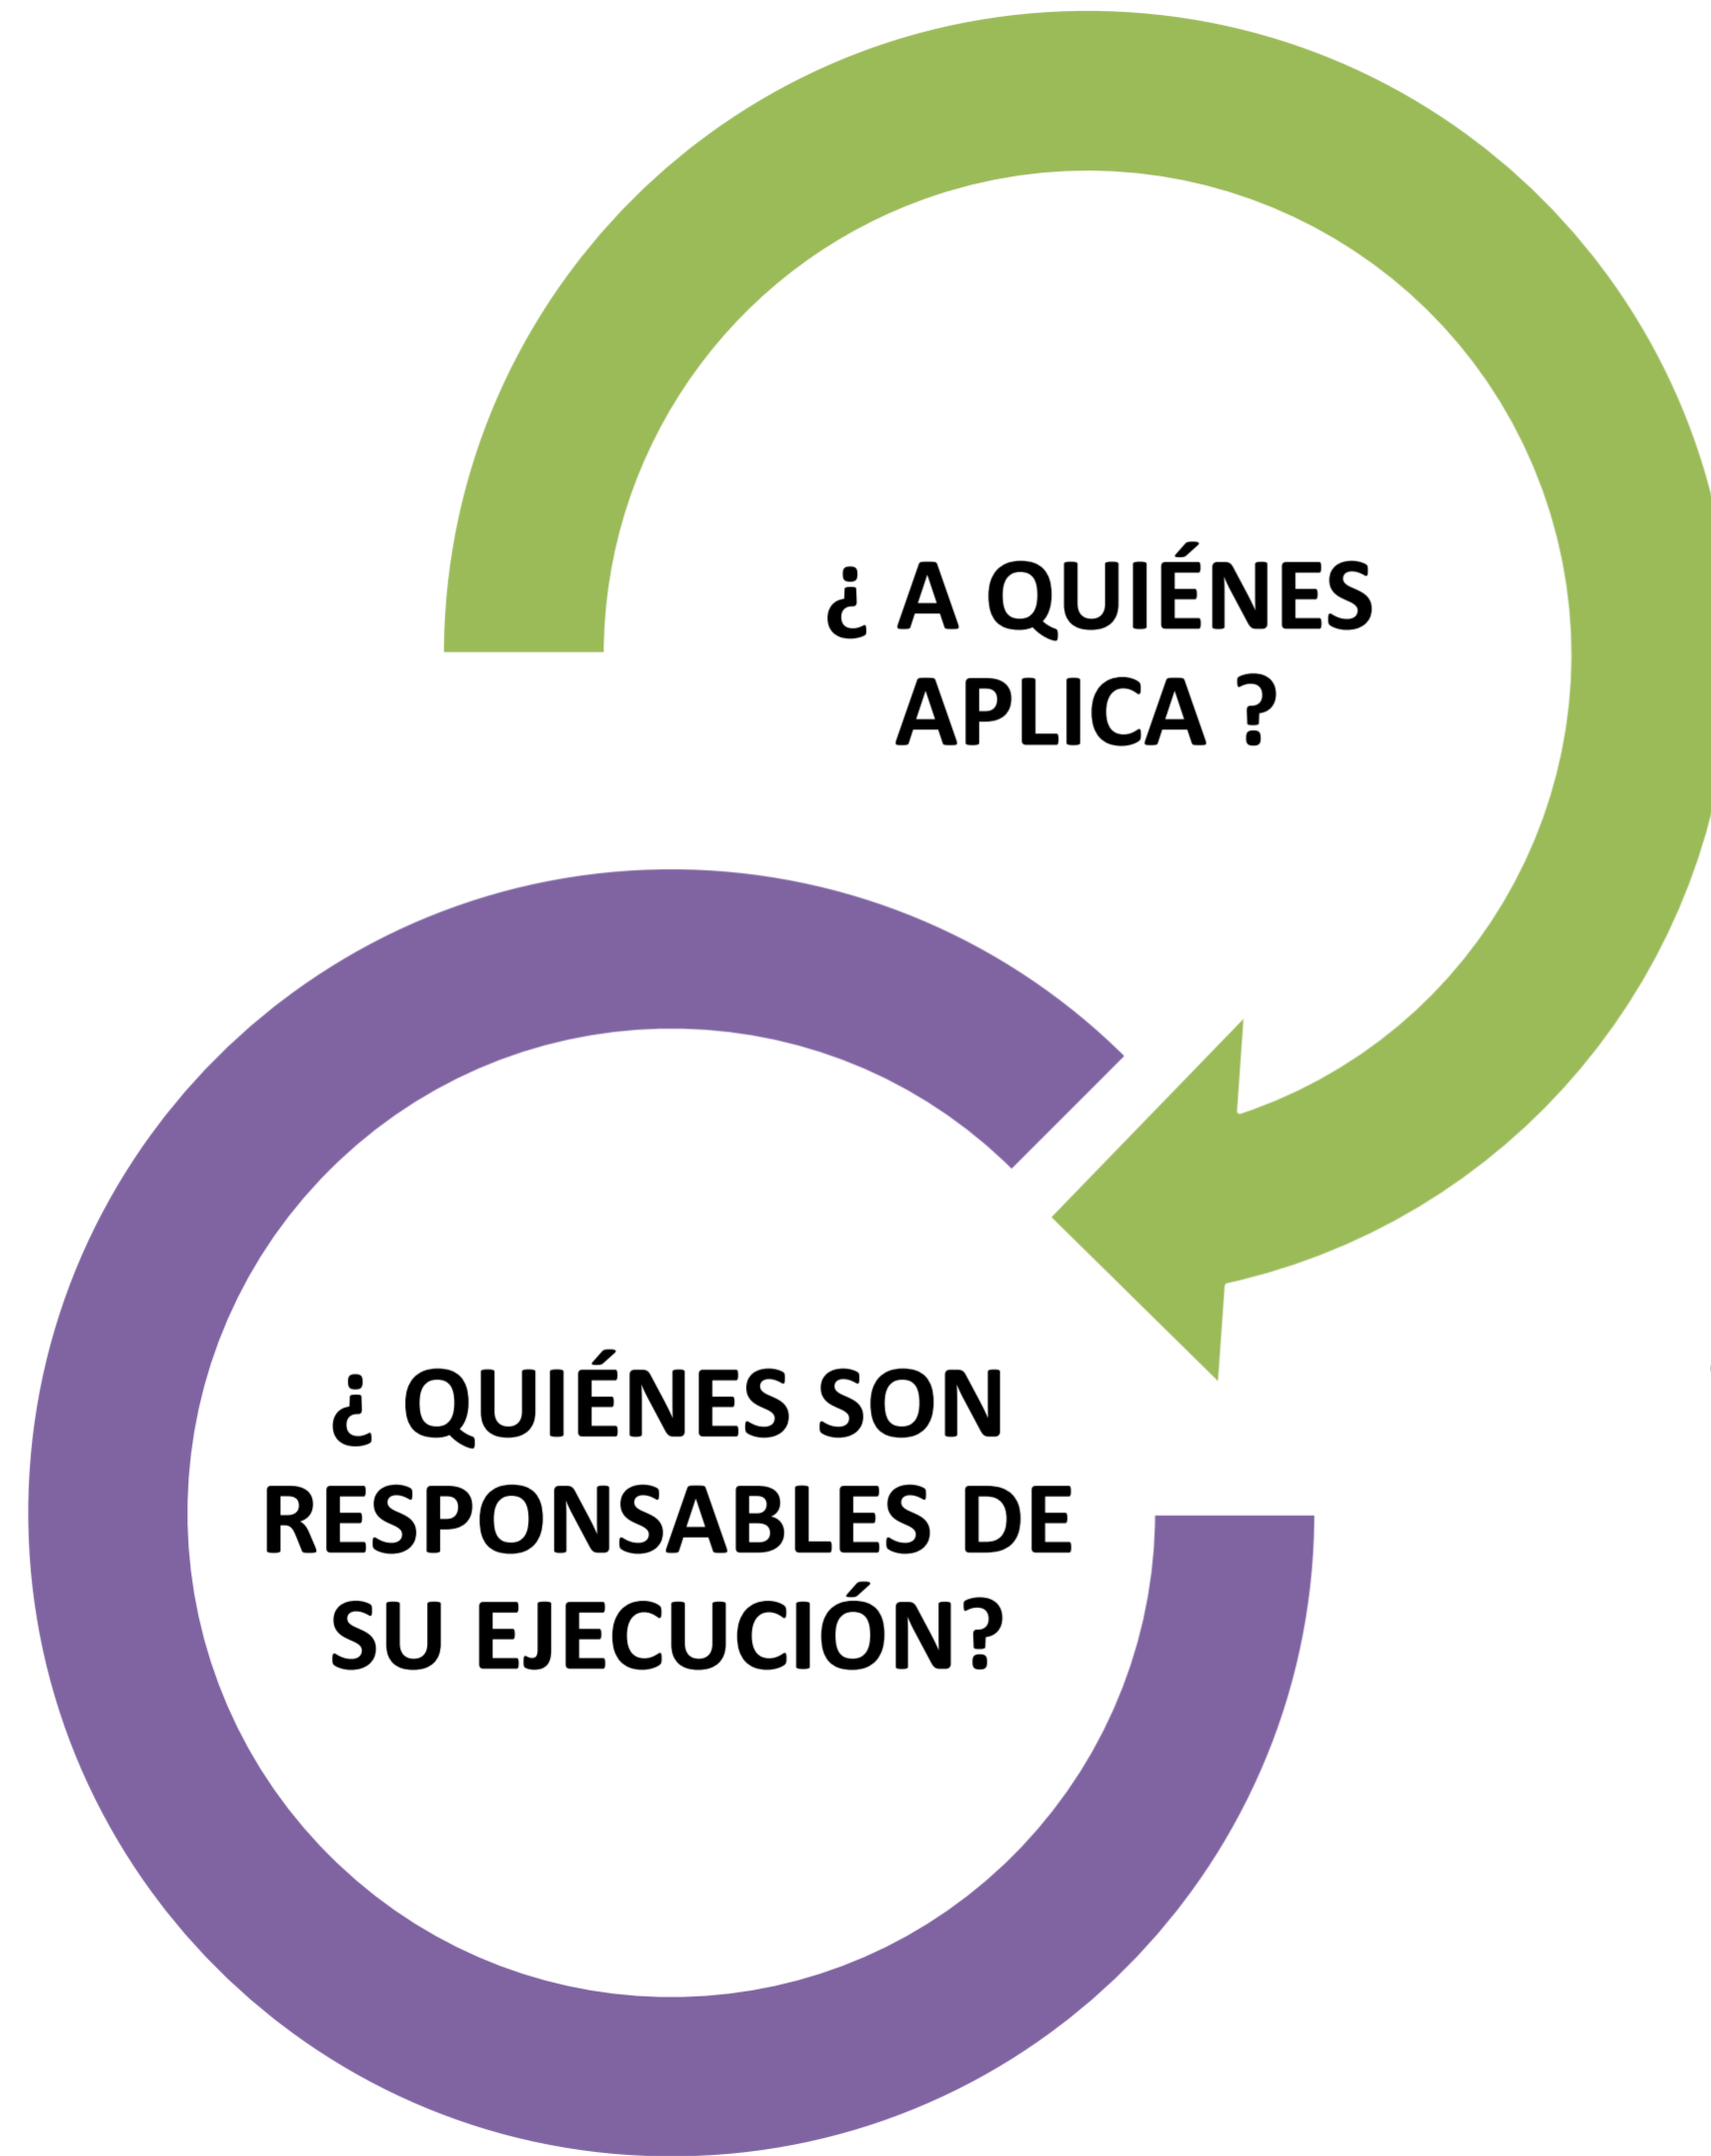 ¿ A QUIÉNES
APLICA ?
¿ QUIÉNES SON
RESPONSABLES DE
SU EJECUCIÓN?